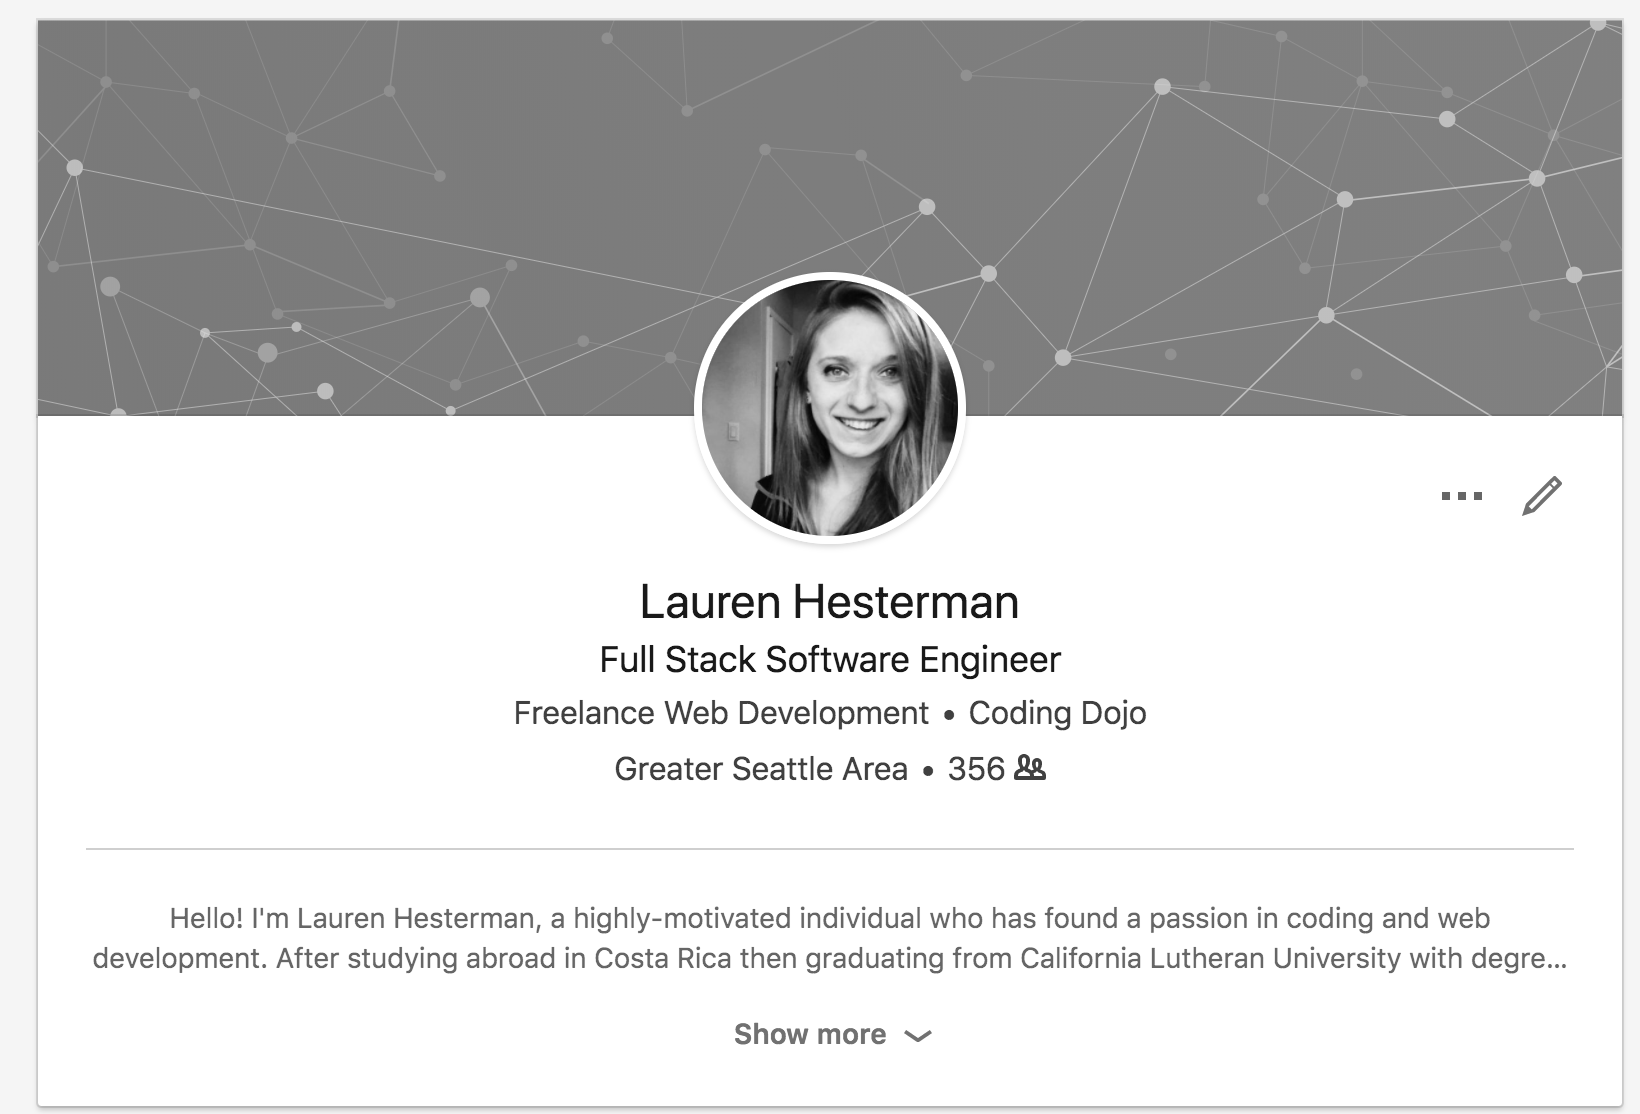 Lauren Hesterman
Full Stack Software Engineer
Freelance Web Development • Coding Dojo
Greater Seattle Area • 356
Hello! I'm Lauren Hesterman, a highly-motivated individual who has found a passion in coding and web
development. After studying abroad in Costa Rica then graduating from California Lutheran University with degre...
Show more